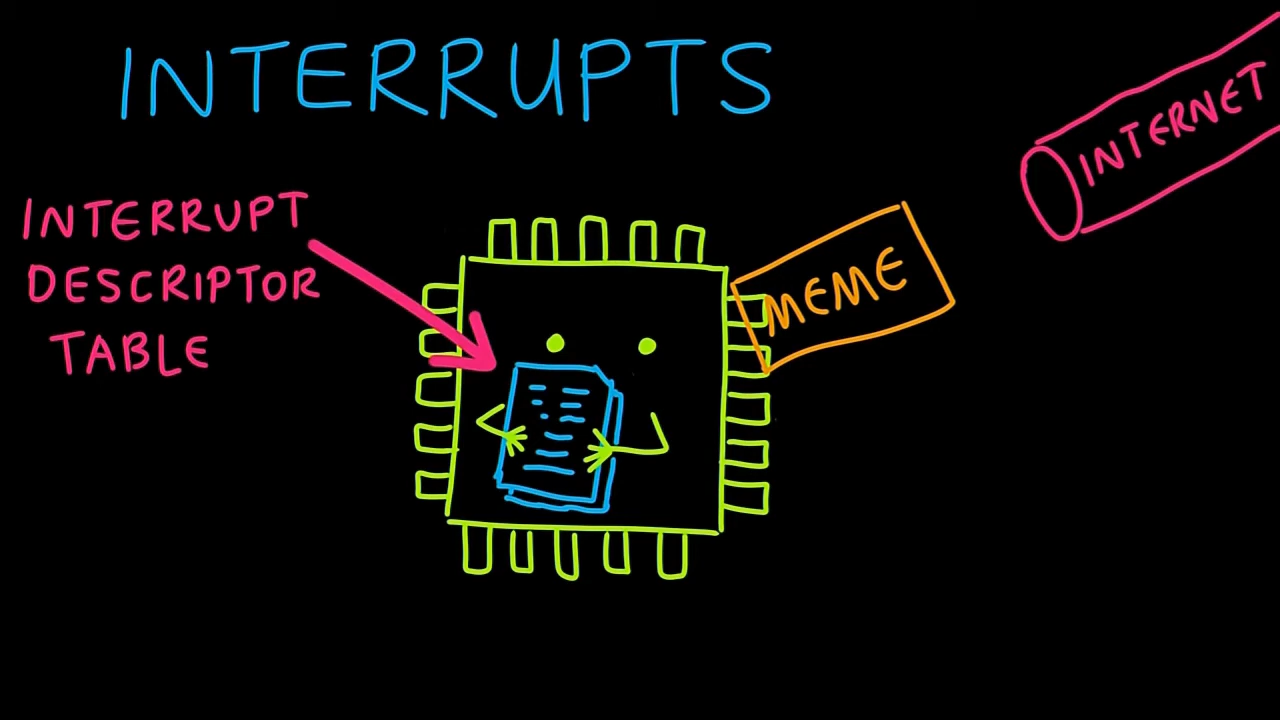 INTERRUPTS
INTERNET
INTERRUPT
DESCRIPTOR
TABLE
MEME